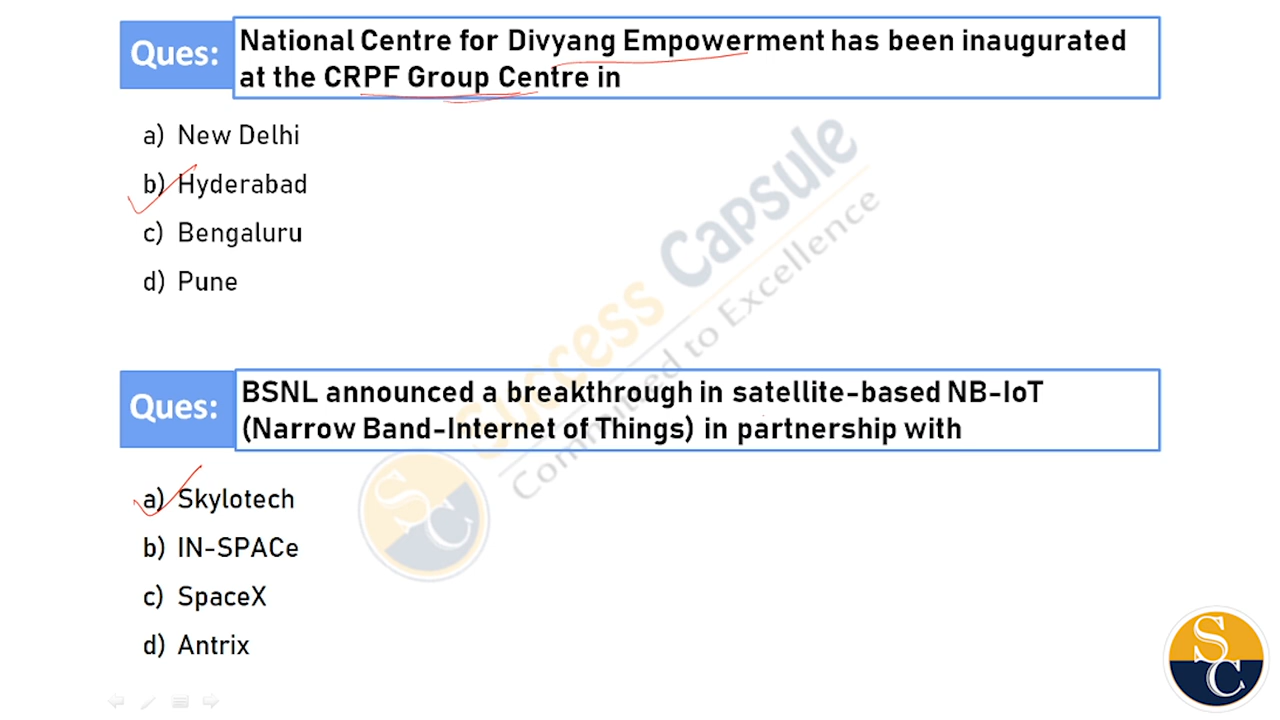 Ques:
National Centre for Divyang Empowerment has been inaugurated
at the CRPF Group Centre in
a) New Delhi
b) Hyderabad
c) Bengaluru
d) Pune
Ques:
BSNL announced a breakthrough in satellite-based NB-IoT
(Narrow Band-Internet of Things) in partnership with
a) Skylotech
b) IN-SPACe
c) SpaceX
d) Antrix
Success Capsule
Committed to Excellence
SC
SC